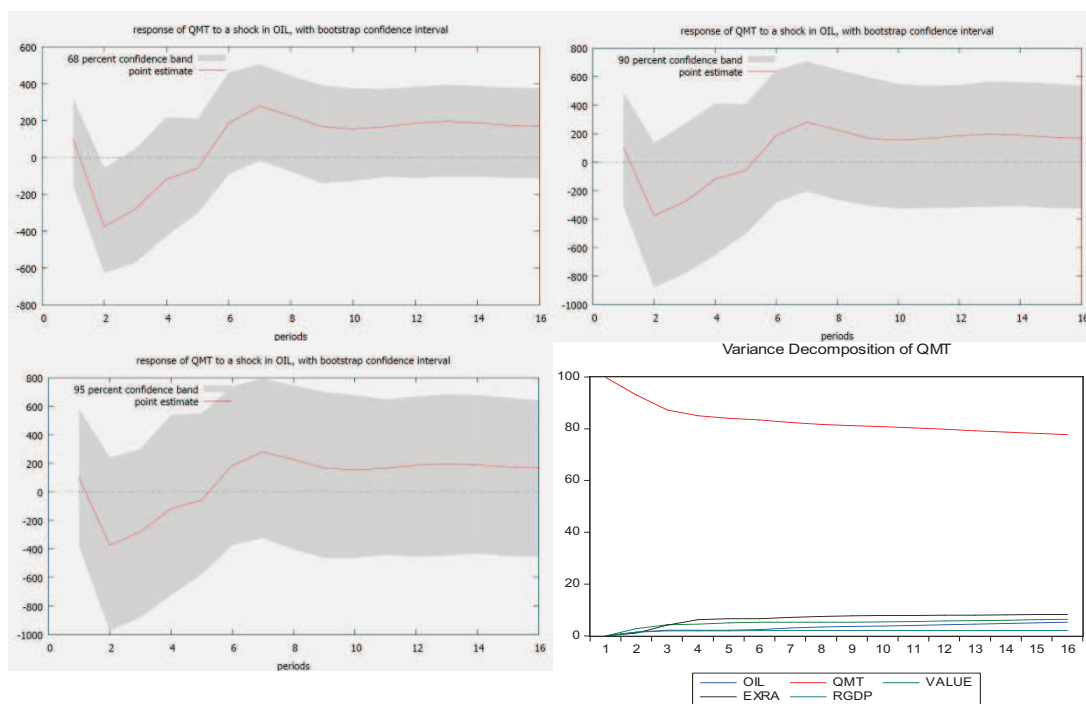 response of QMT to a shock in OIL, with bootstrap confidence interval
68 percent confidence band
point estimate
600
400
200
0
-200
-400
-600
-800
0 2 4 6 8 10 12 14 16
periods
response of QMT to a shock in OIL, with bootstrap confidence interval
90 percent confidence band
point estimate
800
600
400
200
0
-200
-400
-600
-800
-1000
0 2 4 6 8 10 12 14 16
periods
response of QMT to a shock in OIL, with bootstrap confidence interval
95 percent confidence band
point estimate
800
600
400
200
0
-200
-400
-600
-800
-1000
0 2 4 6 8 10 12 14 16
periods
Variance Decomposition of QMT
100
80
60
40
20
0
1 2 3 4 5 6 7 8 9 10 11 12 13 14 15 16
OIL QMT VALUE
EXRA RGDP